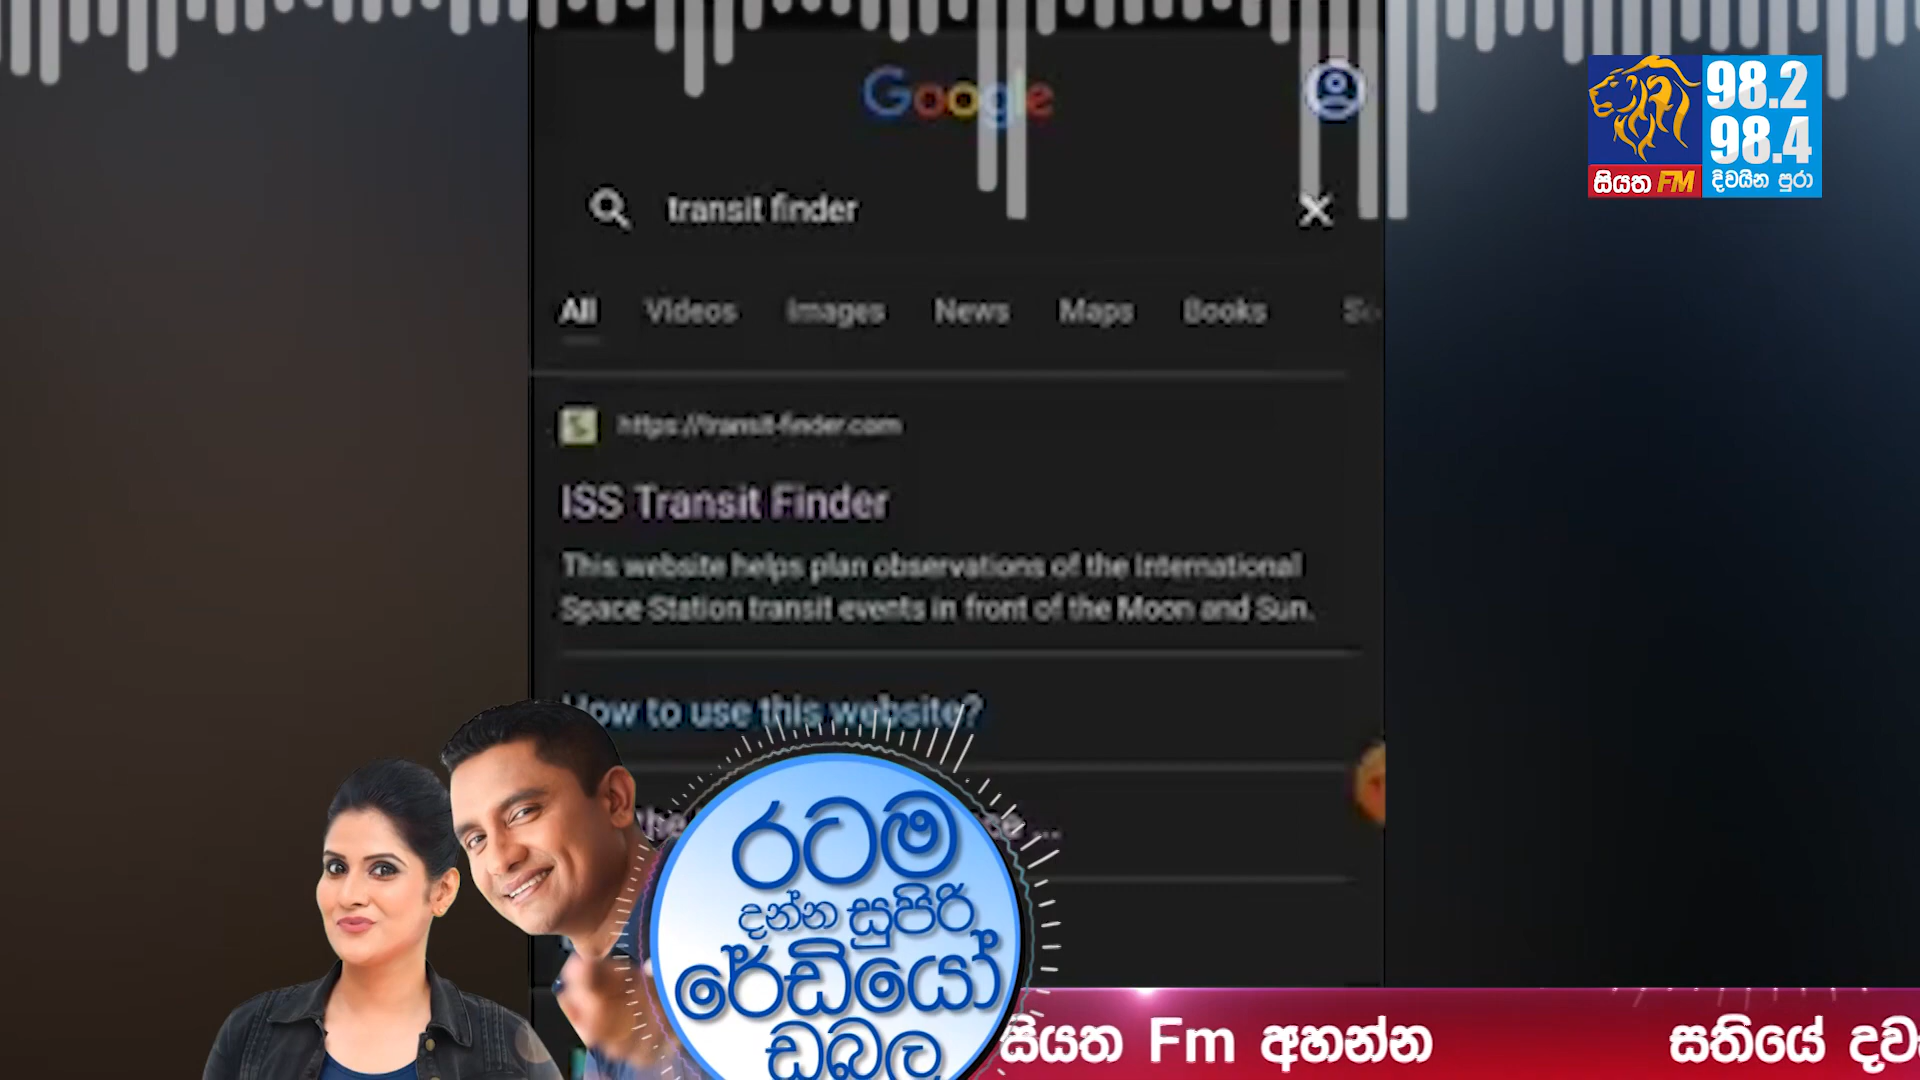 Google
98.2
98.4
සියත FM
දිවයින පුරා
transit finder
All Videos Images News Maps Books
https://transit-finder.com
ISS Transit Finder
This website helps plan observations of the International
Space Station transit events in front of the Moon and Sun.
How to use this website?
රටම
දන්න සුපිරි
රේඩියෝ
ඩබල
සියත Fm අහන්න සතියේ